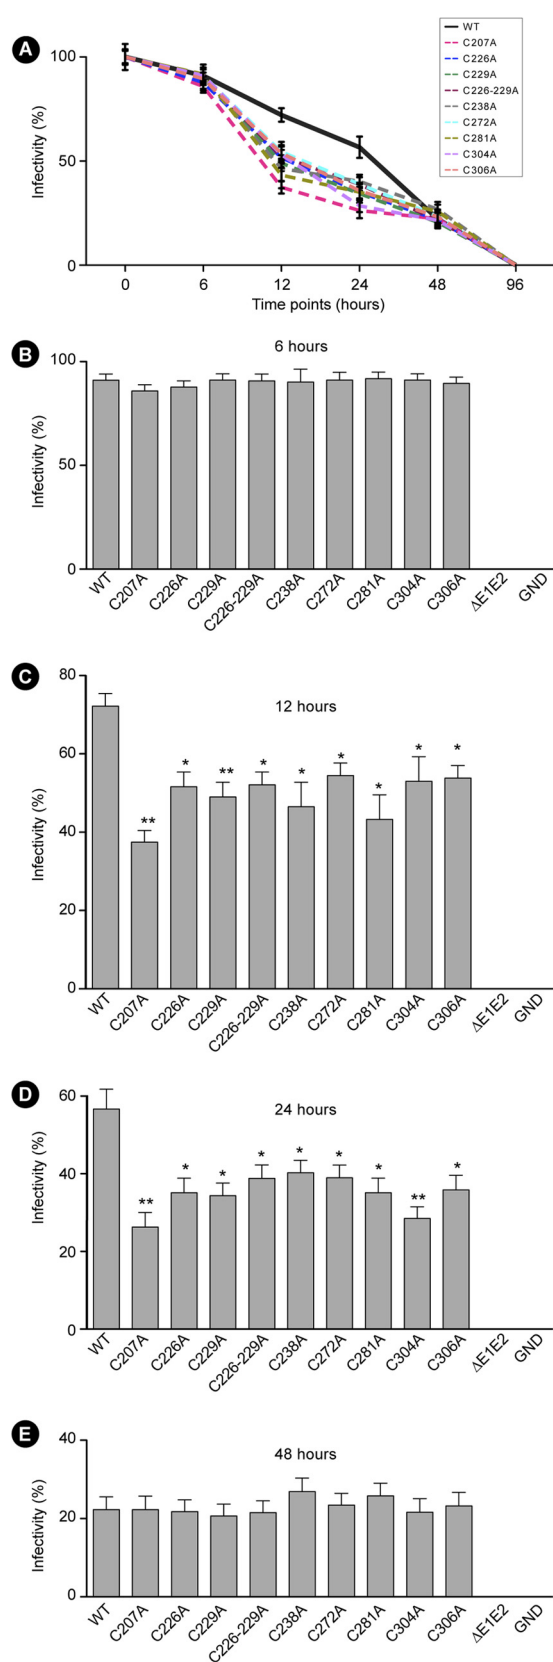 A
WT
C207A
C226A
C229A
C226-229A
C238A
C272A
C281A
C304A
C306A
100
50
0
Infectivity (%)
0 6 12 24 48 96
Time points (hours)
B
6 hours
100
50
0
Infectivity (%)
WT C207A C226A C229A C226-229A C238A C272A C281A C304A C306A ΔE1E2 GND
C
12 hours
80
60
40
20
0
Infectivity (%)
** * ** * * * * * *
WT C207A C226A C229A C226-229A C238A C272A C281A C304A C306A ΔE1E2 GND
D
24 hours
60
40
20
0
Infectivity (%)
** * * * * * * ** *
WT C207A C226A C229A C226-229A C238A C272A C281A C304A C306A ΔE1E2 GND
E
48 hours
40
20
0
Infectivity (%)
WT C207A C226A C229A C226-229A C238A C272A C281A C304A C306A ΔE1E2 GND